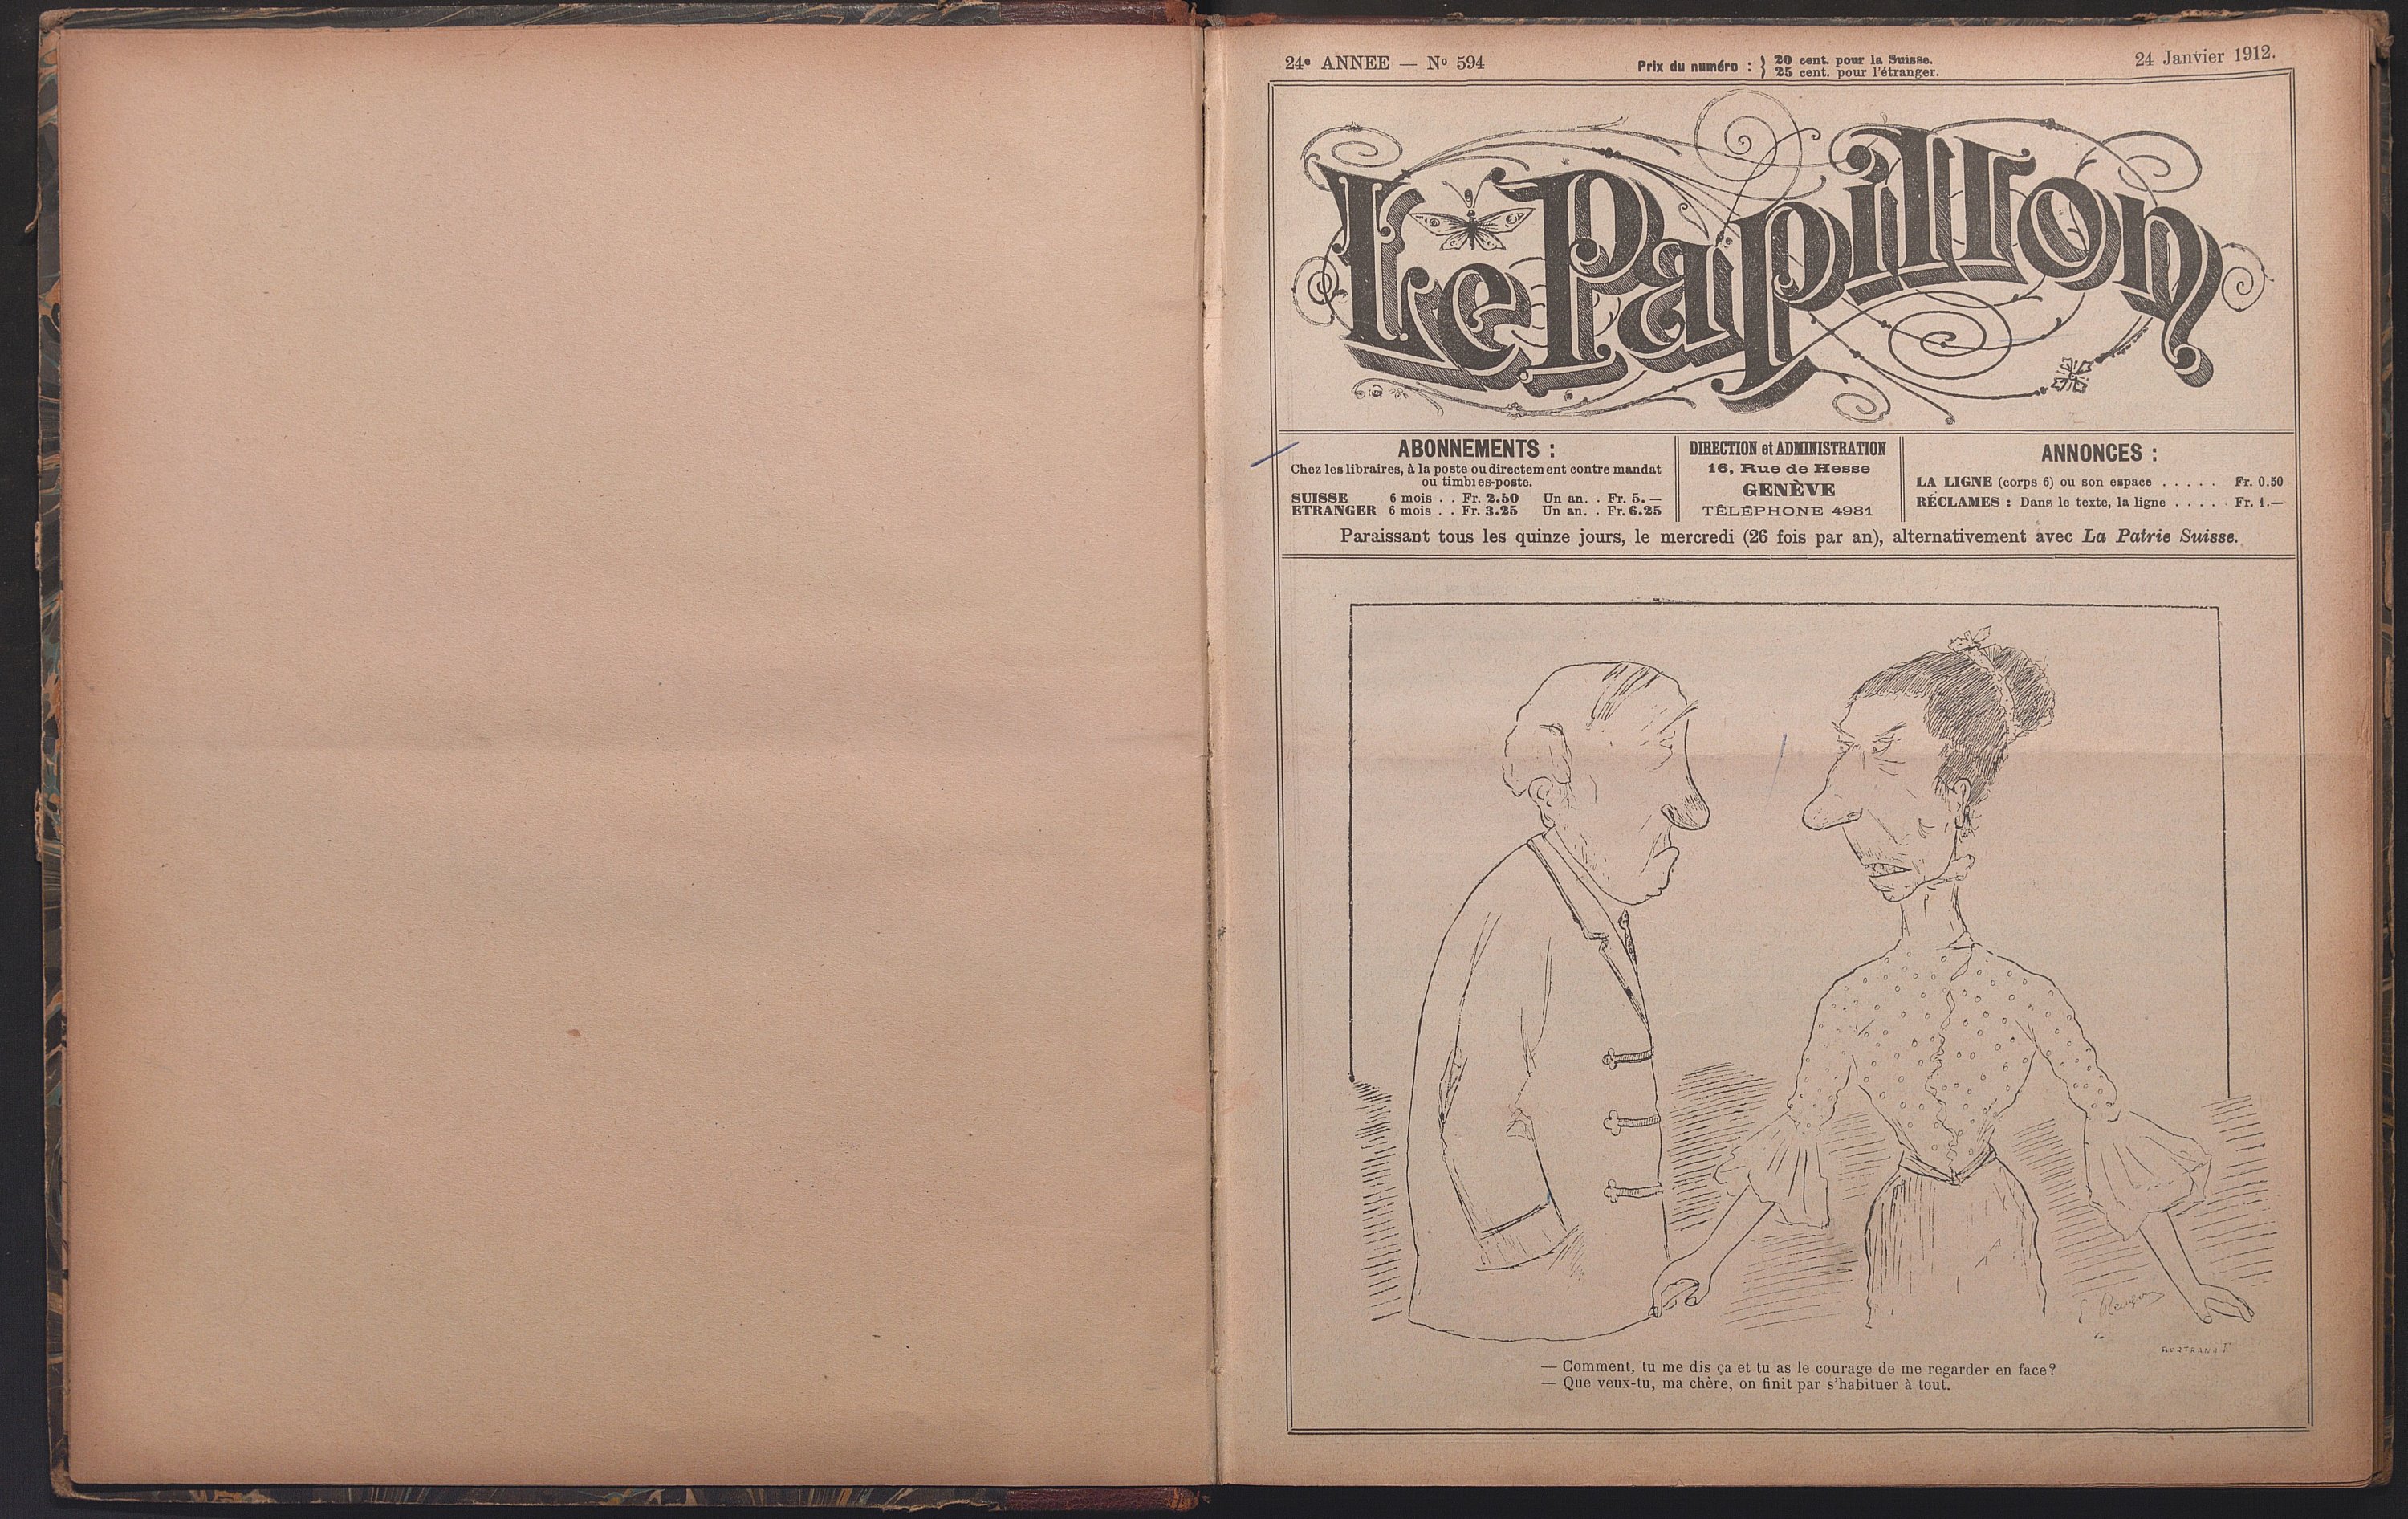 24e ANNEE — No 594
Prix du numéro : } 20 cent. pour la Suisse.
25 cent. pour l'étranger.
24 Janvier 1912.
Le Papillon
ABONNEMENTS :
Chez les libraires, à la poste ou directement contre mandat
ou timbres-poste.
SUISSE 6 mois . . Fr. 2.50 Un an. . Fr. 5.—
ETRANGER 6 mois . . Fr. 3.25 Un an. . Fr. 6.25
DIRECTION et ADMINISTRATION
16, Rue de Hesse
GENÈVE
TÉLÉPHONE 4981
ANNONCES :
LA LIGNE (corps 6) ou son espace . . . . . Fr. 0.50
RÉCLAMES : Dans le texte, la ligne . . . . . Fr. 1.—
Paraissant tous les quinze jours, le mercredi (26 fois par an), alternativement avec La Patrie Suisse.
— Comment, tu me dis ça et tu as le courage de me regarder en face?
— Que veux-tu, ma chère, on finit par s'habituer à tout.